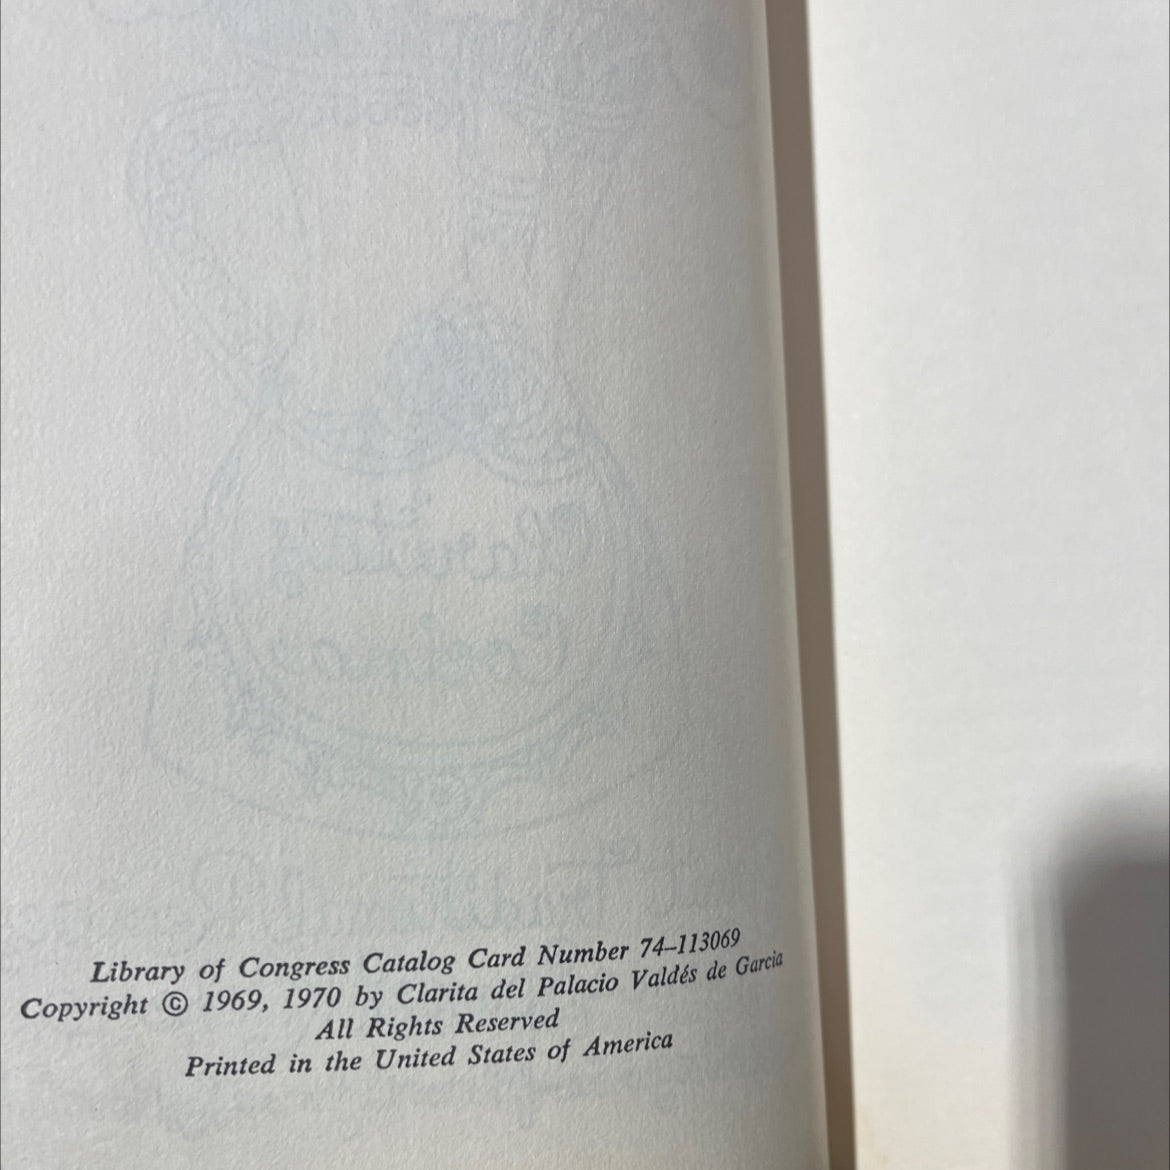 Library of Congress Catalog Card Number 74–113069
Copyright © 1969, 1970 by Clarita del Palacio Valdés de Garcia
All Rights Reserved
Printed in the United States of America